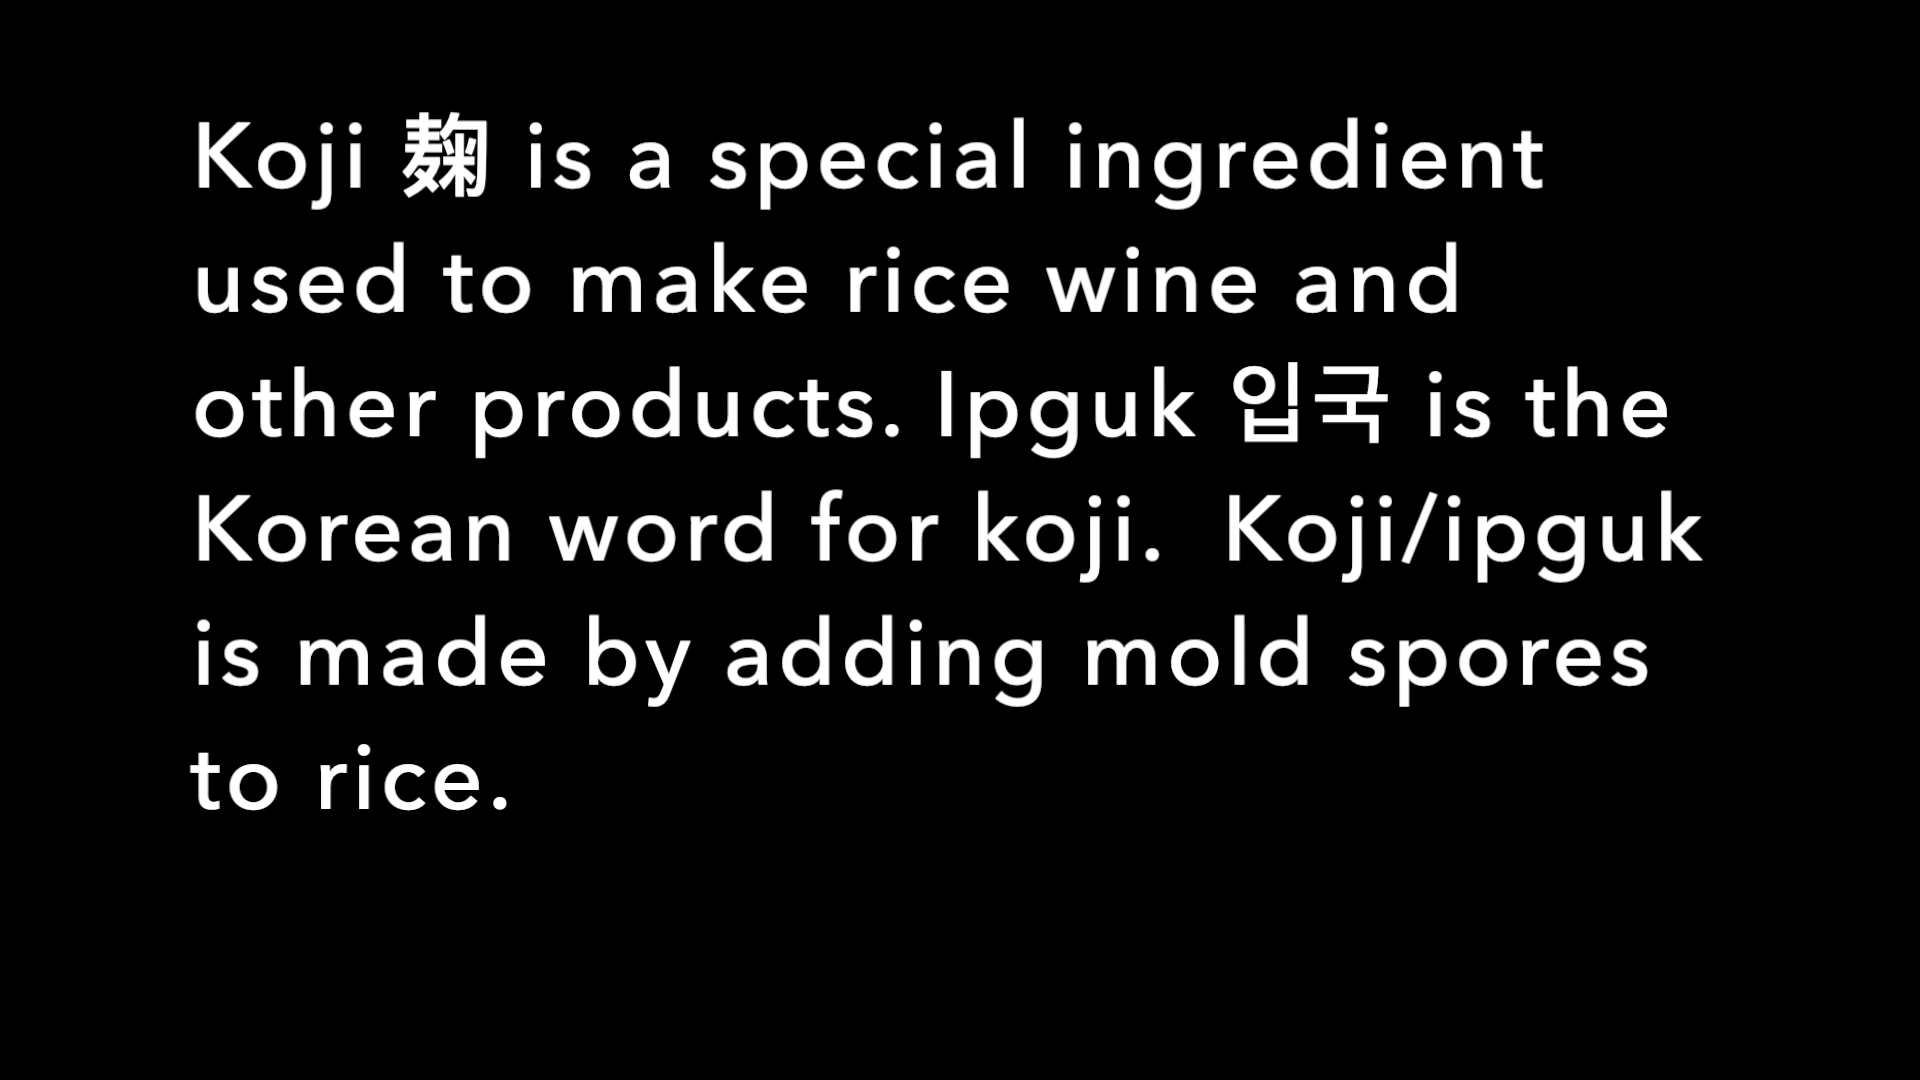 Koji 麹 is a special ingredient
used to make rice wine and
other products. Ipguk 입국 is the
Korean word for koji.  Koji/ipguk
is made by adding mold spores
to rice.